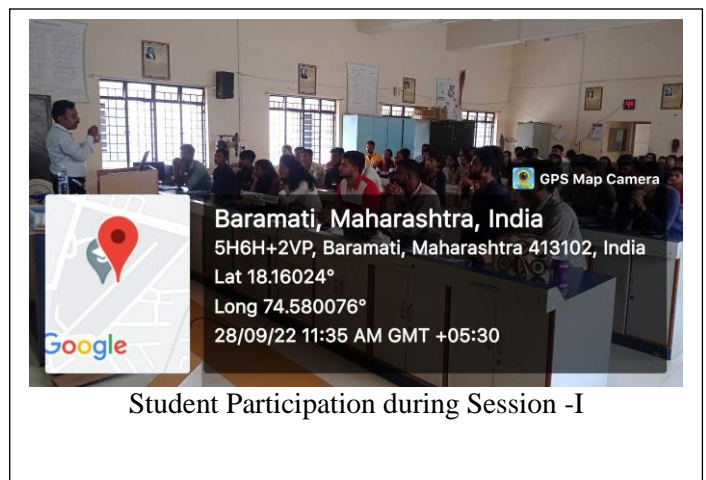 GPS Map Camera
Baramati, Maharashtra, India
5H6H+2VP, Baramati, Maharashtra 413102, India
Lat 18.16024°
Long 74.580076°
28/09/22 11:35 AM GMT +05:30
Google
Student Participation during Session -I